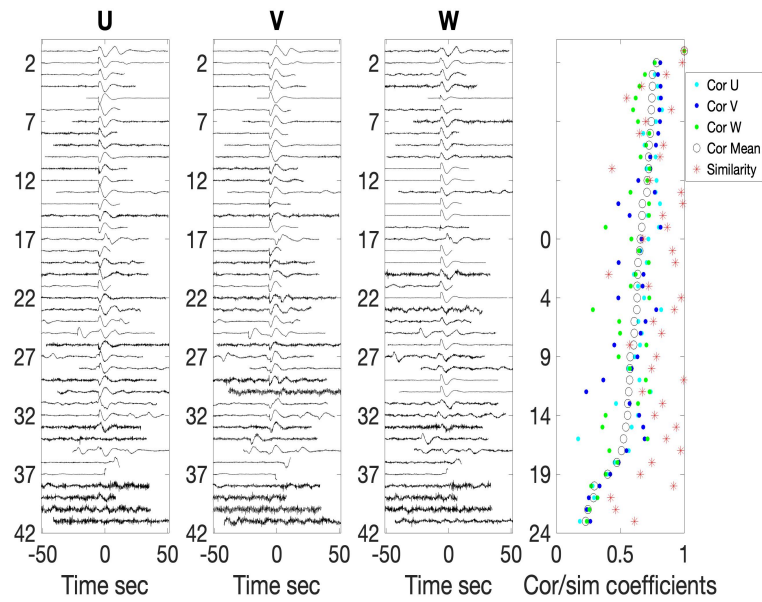 U V W
2 2 2
7 7 7
12 12 12
17 17 17 0
22 22 22 4
27 27 27 9
32 32 32 14
37 37 37 19
42 42 42 24
-50 0 50 -50 0 50 -50 0 50 0 0.5 1
Time sec Time sec Time sec Cor/sim coefficients
Cor U
Cor V
Cor W
Cor Mean
Similarity